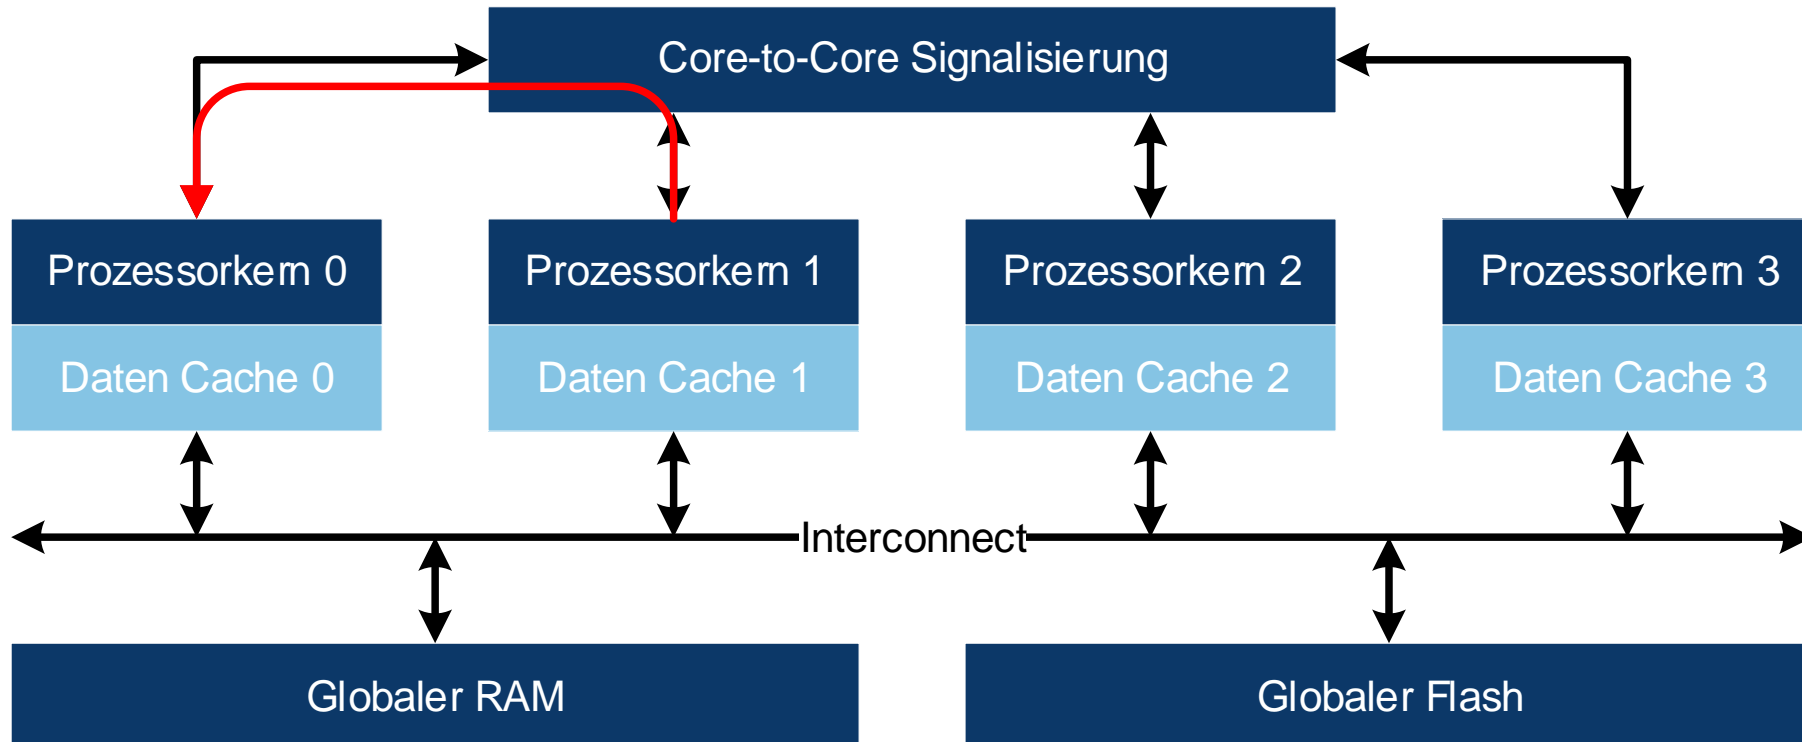 Core-to-Core Signalisierung
Prozessorkern 0
Prozessorkern 1
Prozessorkern 2
Prozessorkern 3
Daten Cache 0
Daten Cache 1
Daten Cache 2
Daten Cache 3
Interconnect
Globaler RAM
Globaler Flash